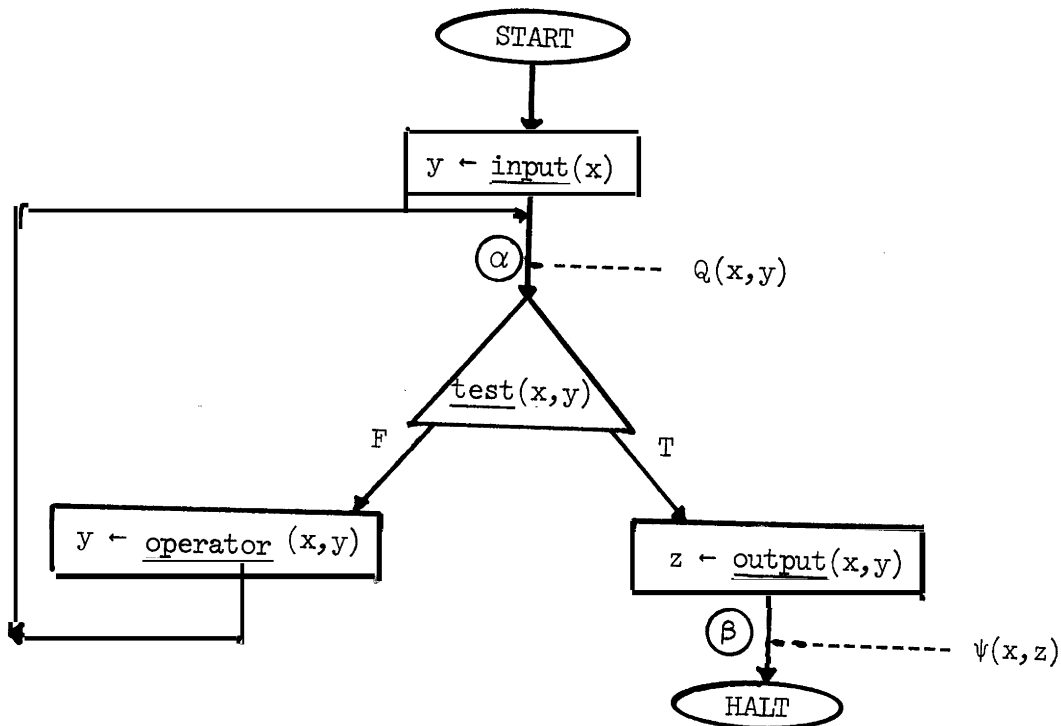 START
y ← input(x)
α
Q(x,y)
test(x,y)
F
T
y ← operator (x,y)
z ← output(x,y)
β
ψ(x,z)
HALT